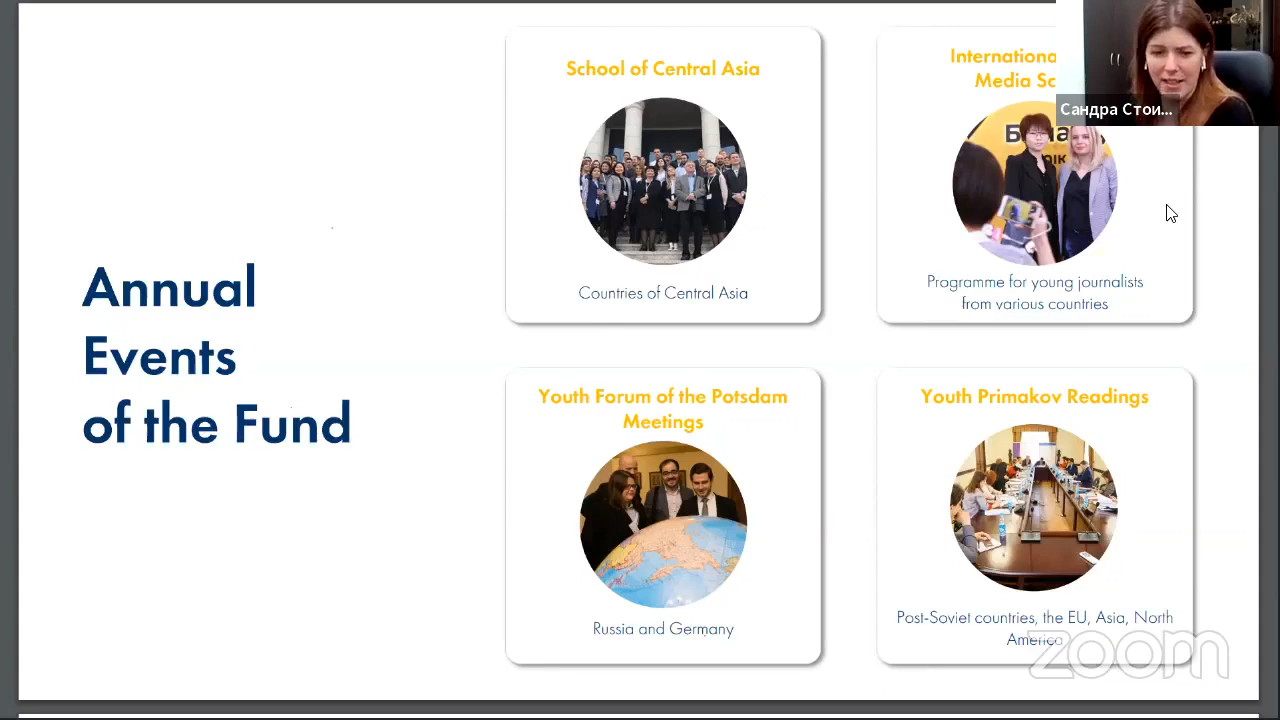 Annual
Events
of the Fund
School of Central Asia
Countries of Central Asia
Internationa
Media Sc
Сандра Стои...
Programme for young journalists
from various countries
Youth Forum of the Potsdam
Meetings
Russia and Germany
Youth Primakov Readings
Post-Soviet countries, the EU, Asia, North
America
zoom